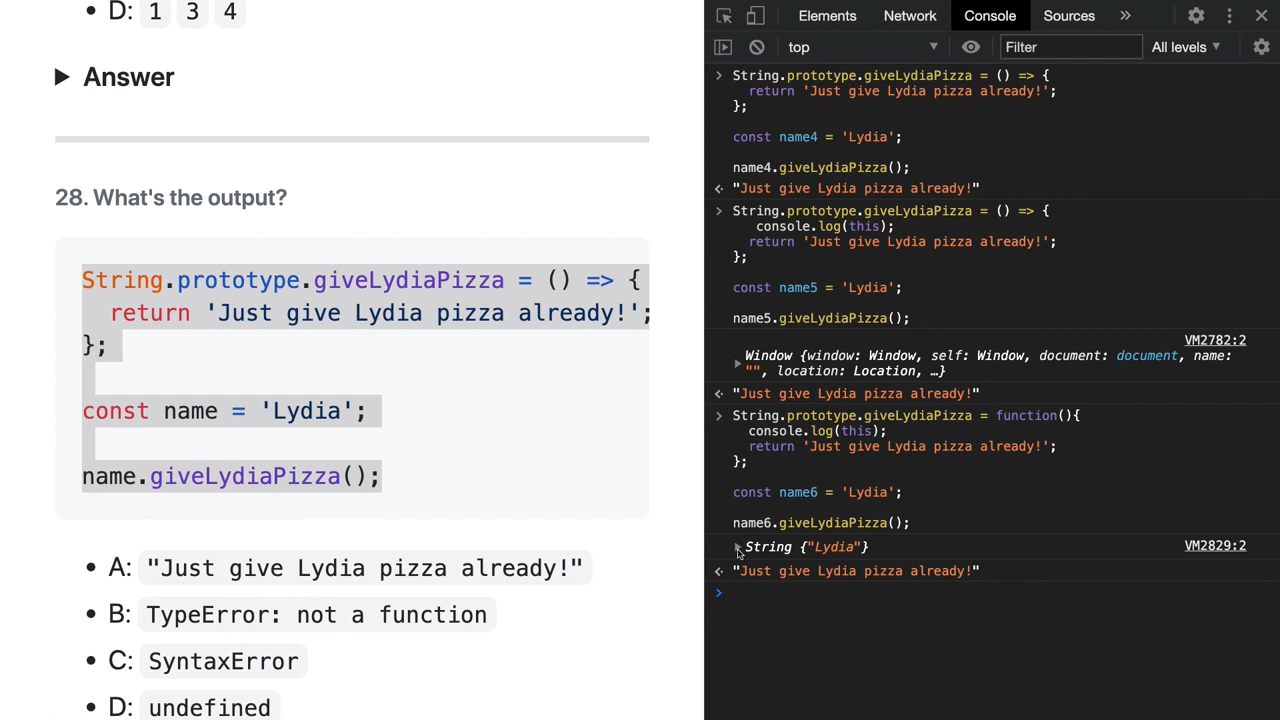 D: 1 3 4
Answer
28. What's the output?
String.prototype.giveLydiaPizza = () => {
  return 'Just give Lydia pizza already!';
};
const name = 'Lydia';
name.giveLydiaPizza();
A: "Just give Lydia pizza already!"
B: TypeError: not a function
C: SyntaxError
D: undefined
Elements Network Console Sources »
top Filter All levels
String.prototype.giveLydiaPizza = () => {
  return 'Just give Lydia pizza already!';
};
const name4 = 'Lydia';
name4.giveLydiaPizza();
"Just give Lydia pizza already!"
String.prototype.giveLydiaPizza = () => {
   console.log(this);
  return 'Just give Lydia pizza already!';
};
const name5 = 'Lydia';
name5.giveLydiaPizza();
VM2782:2
Window {window: Window, self: Window, document: document, name:
"", location: Location, …}
"Just give Lydia pizza already!"
String.prototype.giveLydiaPizza = function(){
  console.log(this);
  return 'Just give Lydia pizza already!';
};
const name6 = 'Lydia';
name6.giveLydiaPizza();
String {"Lydia"} VM2829:2
"Just give Lydia pizza already!"